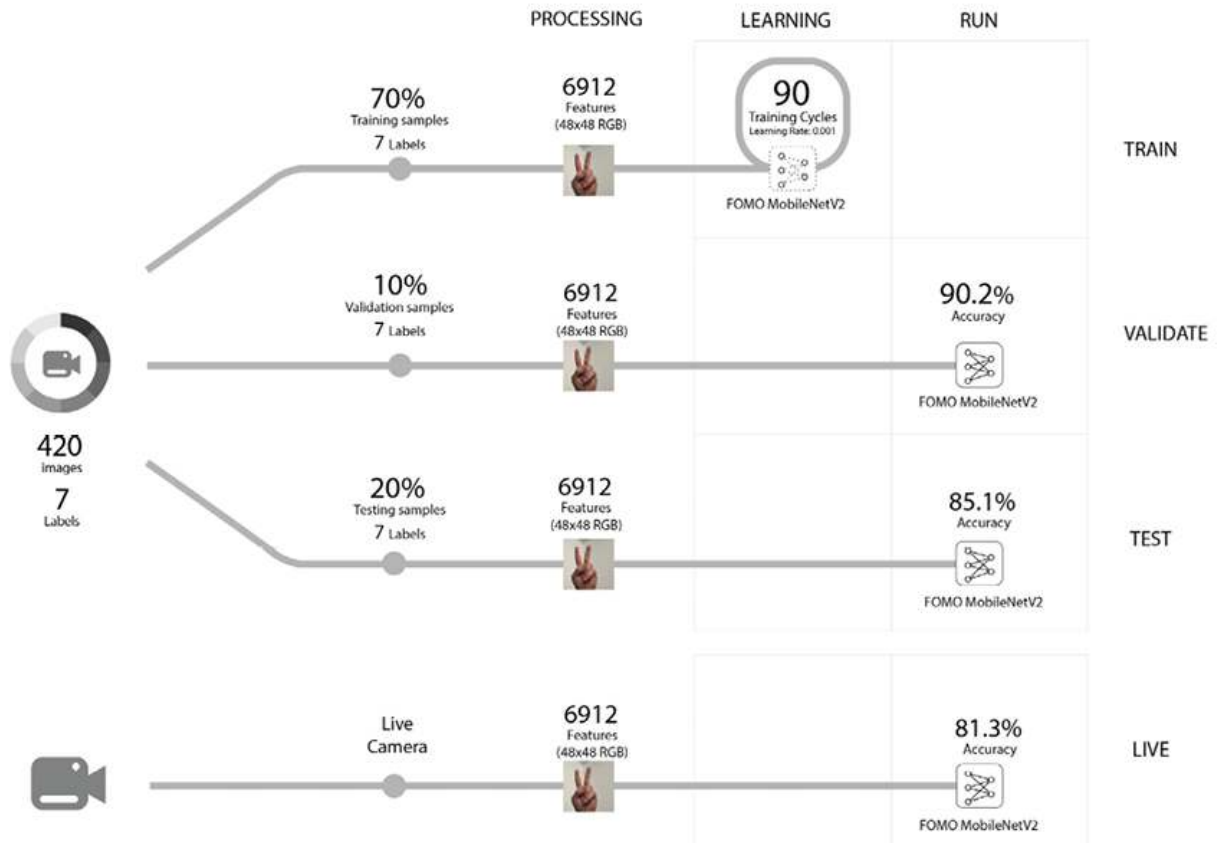 PROCESSING
LEARNING
RUN
70%
Training samples
7 Labels
6912
Features
(48x48 RGB)
90
Training Cycles
Learning Rate: 0.001
FOMO MobileNetV2
TRAIN
10%
Validation samples
7 Labels
6912
Features
(48x48 RGB)
90.2%
Accuracy
FOMO MobileNetV2
VALIDATE
420
images
7
Labels
20%
Testing samples
7 Labels
6912
Features
(48x48 RGB)
85.1%
Accuracy
FOMO MobileNetV2
TEST
Live
Camera
6912
Features
(48x48 RGB)
81.3%
Accuracy
FOMO MobileNetV2
LIVE